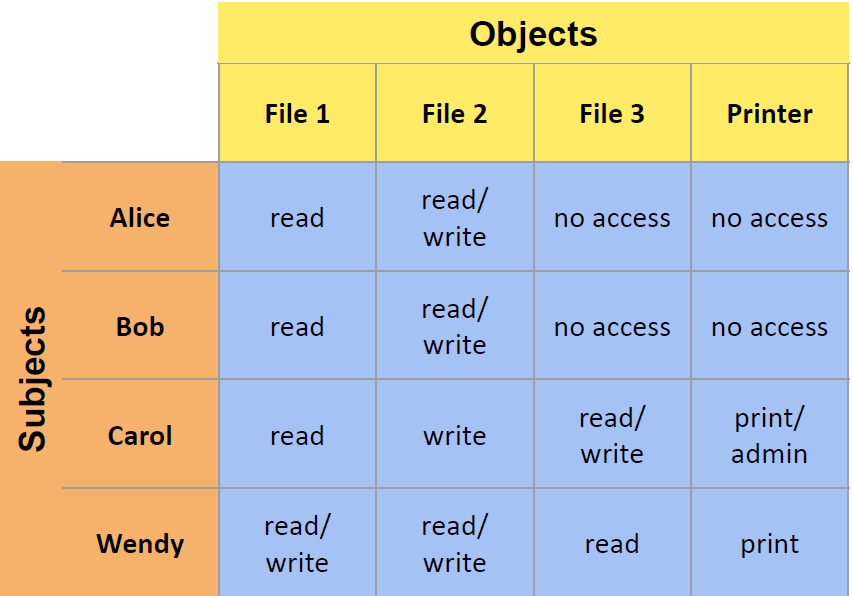 Objects
File 1 File 2 File 3 Printer
Subjects
Alice read read/ write no access no access
Bob read read/ write no access no access
Carol read write read/ write print/ admin
Wendy read/ write read/ write read print